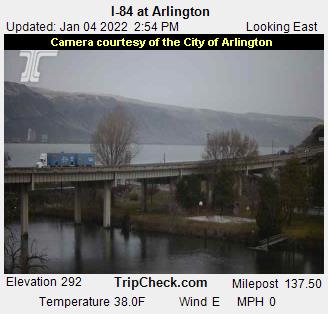 I-84 at Arlington
Updated: Jan 04 2022 2:54 PM Looking East
Camera courtesy of the City of Arlington
Elevation 292 TripCheck.com Milepost 137.50
Temperature 38.0F Wind E MPH 0